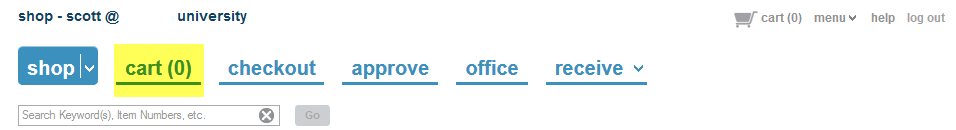 shop - scott @ university cart (0) menu help log out
shop cart (0) checkout approve office receive
Search Keyword(s), Item Numbers, etc. Go